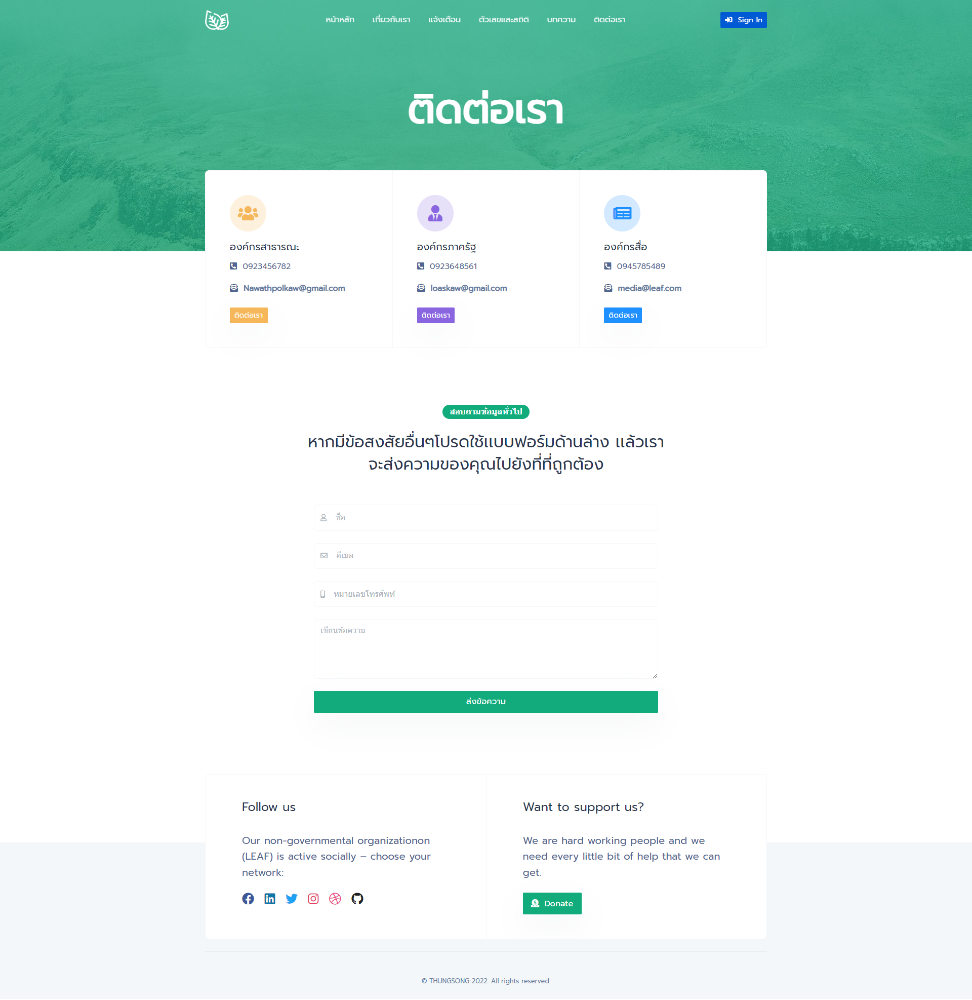 หน้าหลัก เกี่ยวกับเรา แจ้งเตือน ตัวเลขและสถิติ บทความ ติดต่อเรา Sign In
ติดต่อเรา
องค์กรสาธารณะ
0923456782
Nawathpolkaw@gmail.com
ติดต่อเรา
องค์กรภาครัฐ
0923648561
loaskaw@gmail.com
ติดต่อเรา
องค์กรสื่อ
0945785489
media@leaf.com
ติดต่อเรา
สอบถามข้อมูลทั่วไป
หากมีข้อสงสัยอื่นๆโปรดใช้แบบฟอร์มด้านล่าง แล้วเรา
จะส่งความของคุณไปยังที่ที่ถูกต้อง
ชื่อ
อีเมล
หมายเลขโทรศัพท์
เขียนข้อความ
ส่งข้อความ
Follow us
Our non-governmental organizationon
(LEAF) is active socially – choose your
network:
Want to support us?
We are hard working people and we
need every little bit of help that we can
get.
Donate
© THUNGSONG 2022. All rights reserved.